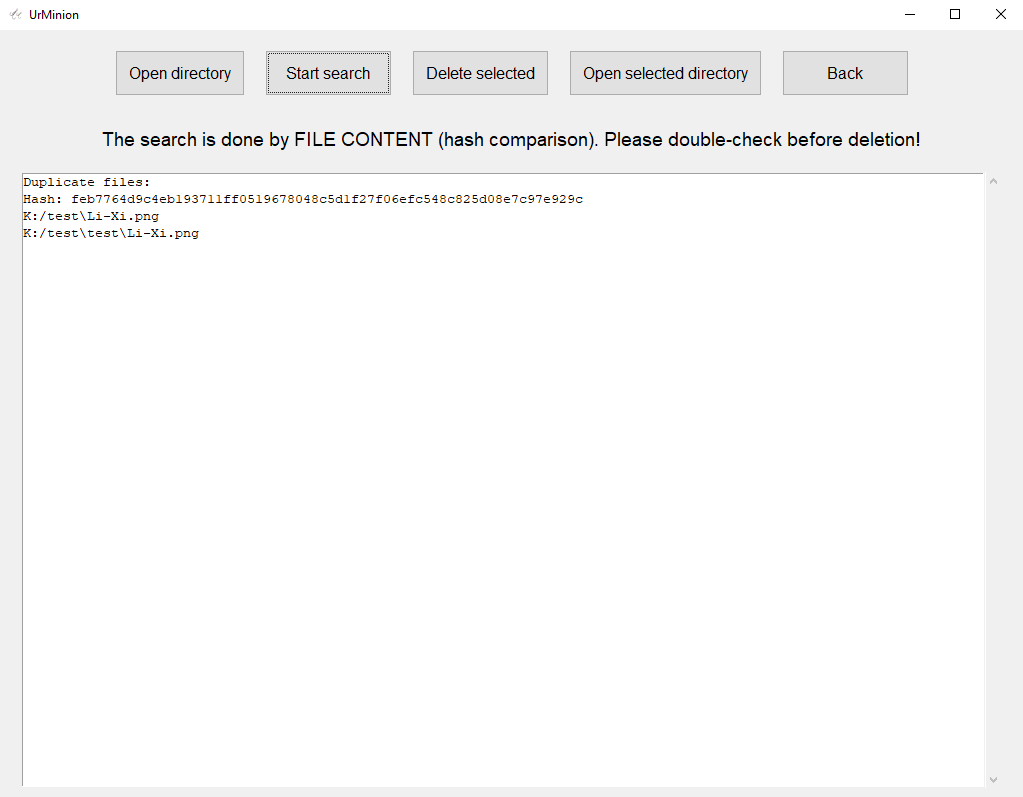 UrMinion
Open directory
Start search
Delete selected
Open selected directory
Back
The search is done by FILE CONTENT (hash comparison). Please double-check before deletion!
Duplicate files:
Hash: feb7764d9c4eb193711ff0519678048c5d1f27f06efc548c825d08e7c97e929c
K:/test\Li-Xi.png
K:/test\test\Li-Xi.png